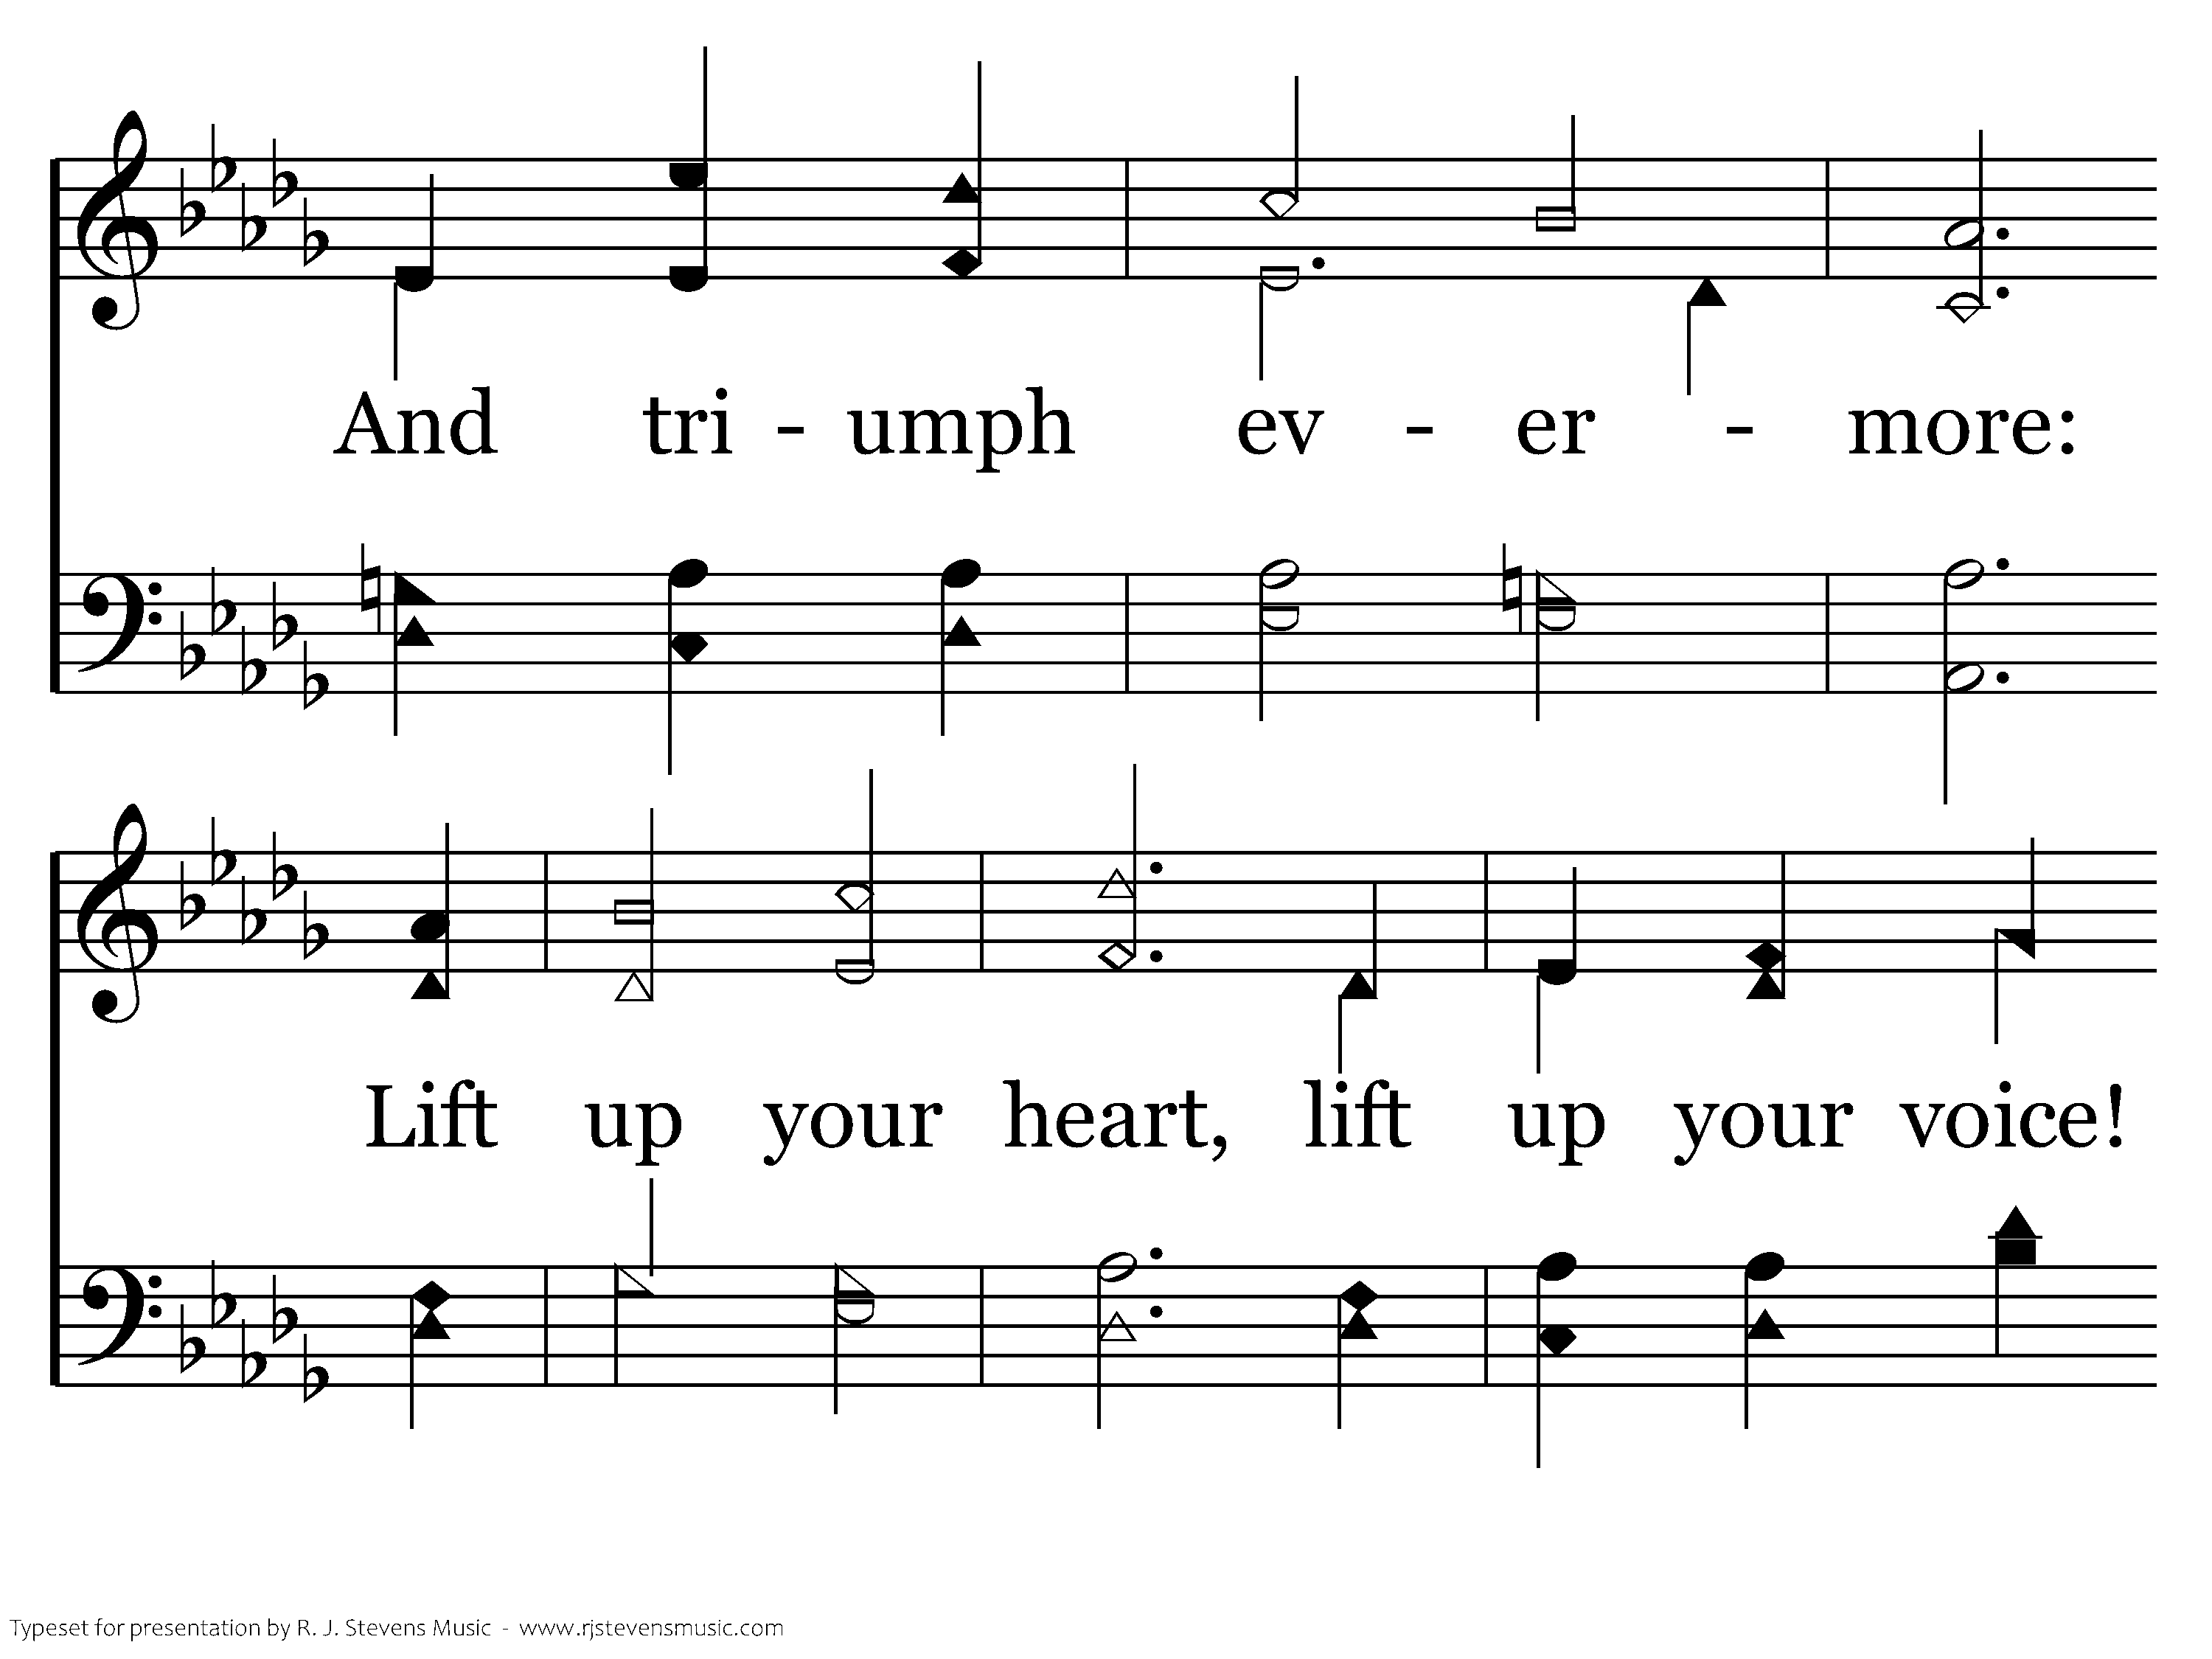 And tri - umph ev - er - more:
Lift up your heart, lift up your voice!
Typeset for presentation by R. J. Stevens Music - www.rjstevensmusic.com